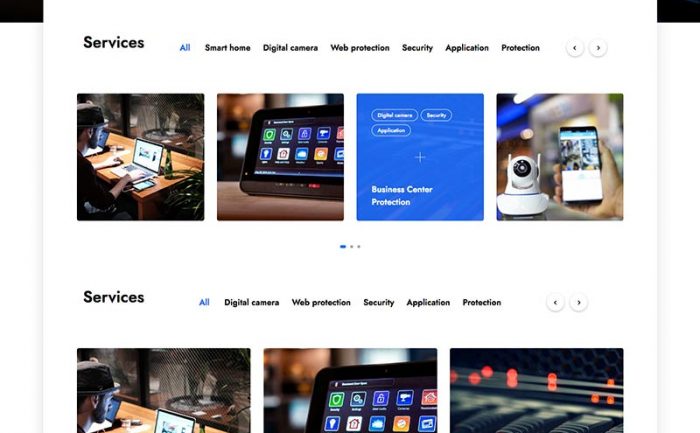 Services
All Smart home Digital camera Web protection Security Application Protection
Digital camera Security
Application
Business Center
Protection
Services
All Digital camera Web protection Security Application Protection